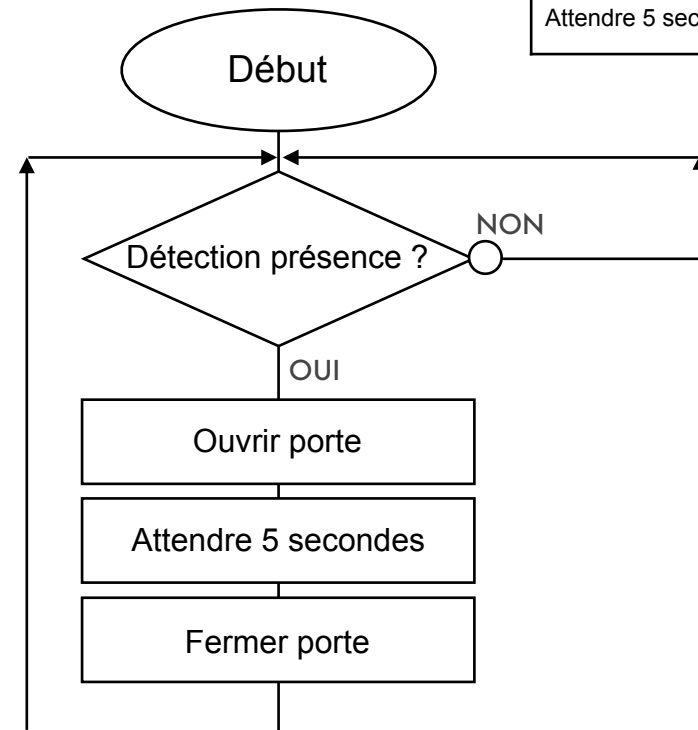 Attendre 5 sec
Début
NON
Détection présence ?
OUI
Ouvrir porte
Attendre 5 secondes
Fermer porte